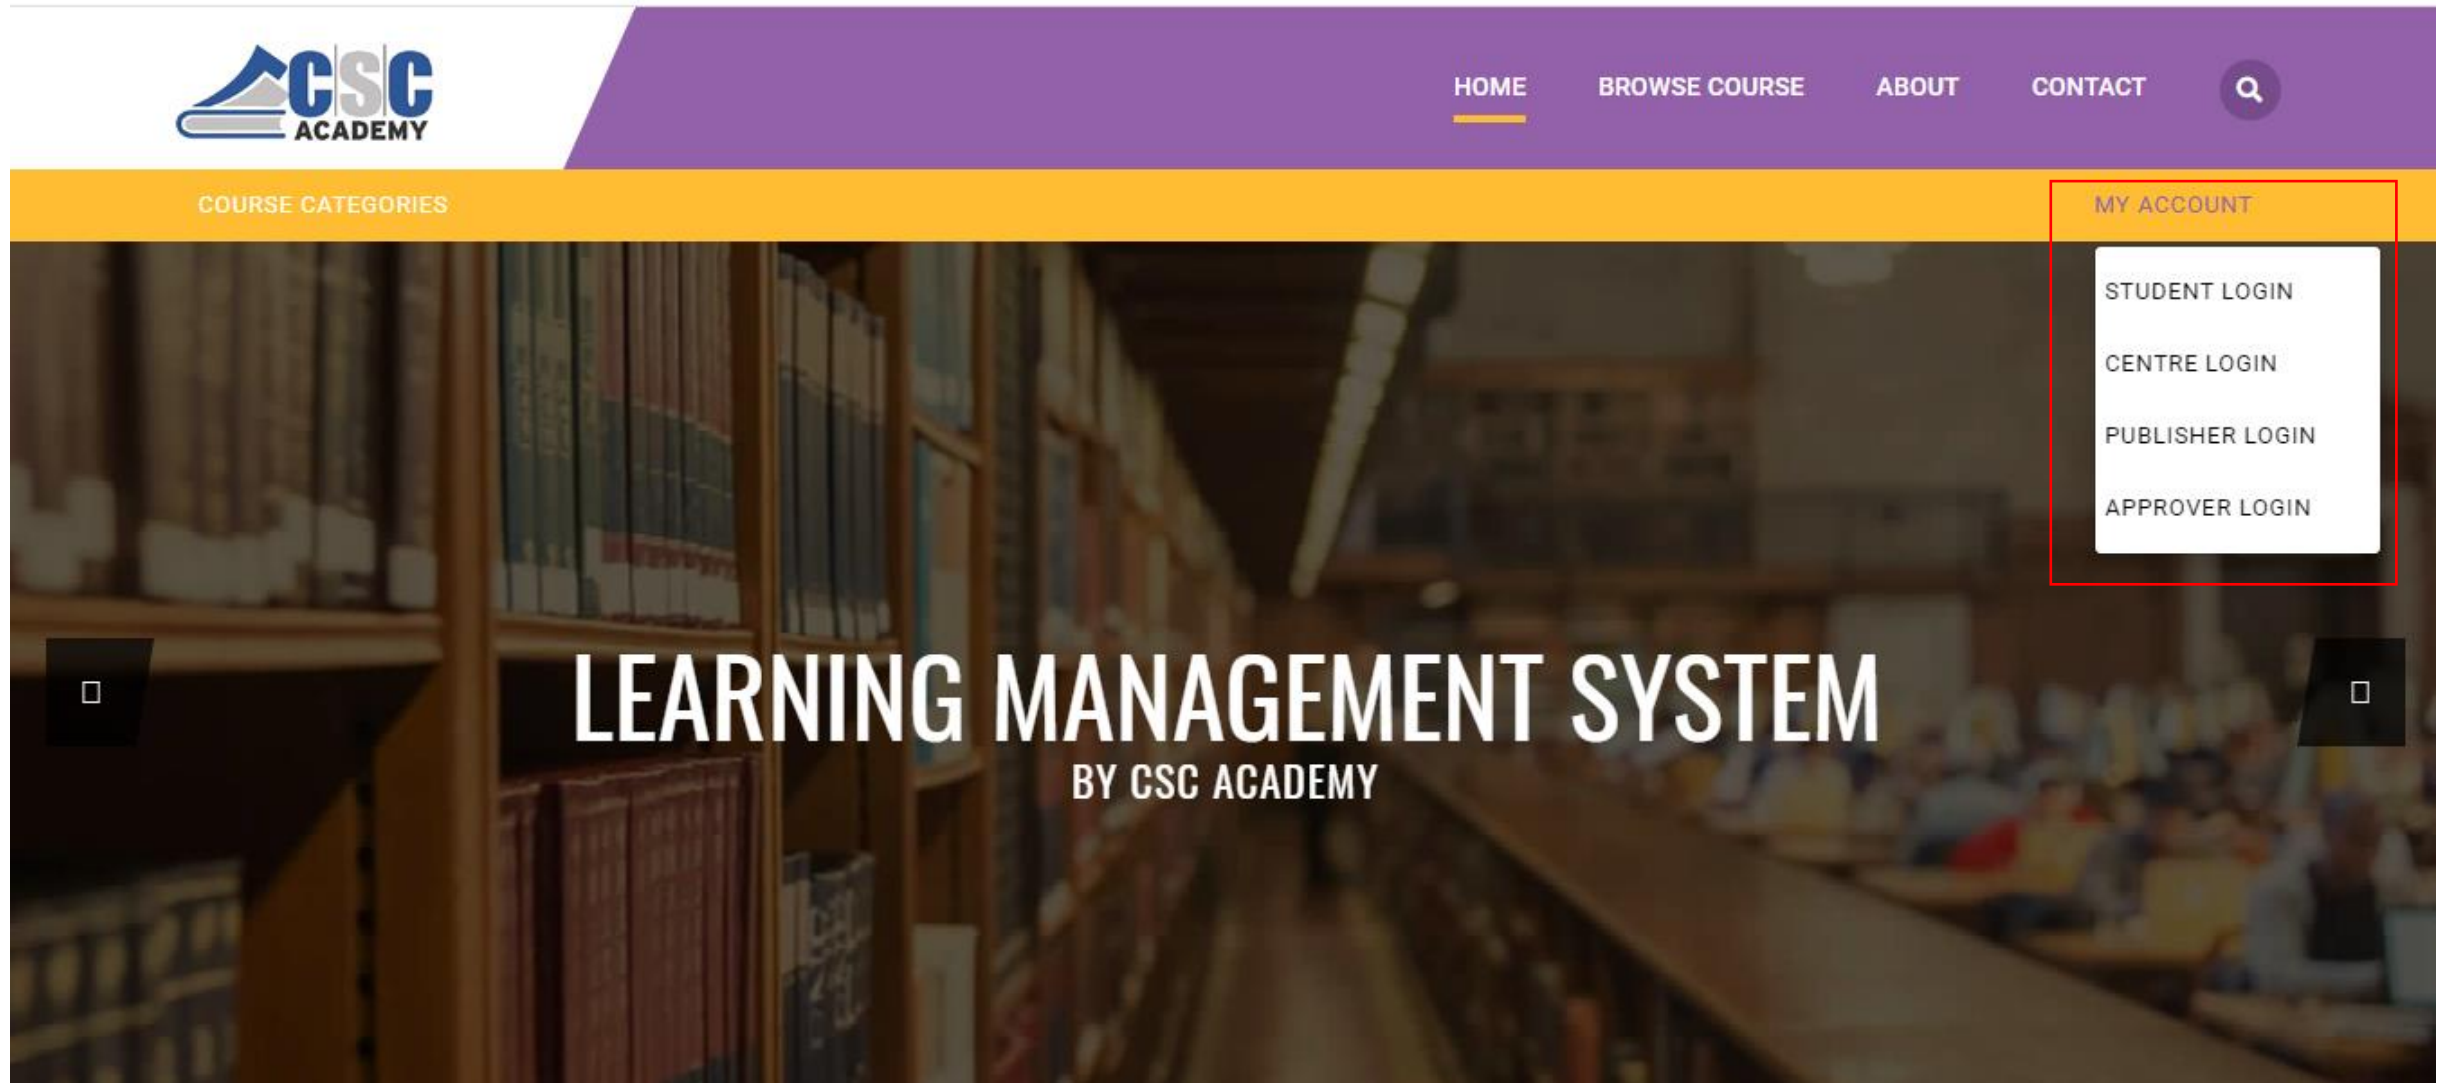 CSC
ACADEMY
HOME
BROWSE COURSE
ABOUT
CONTACT
COURSE CATEGORIES
MY ACCOUNT
STUDENT LOGIN
CENTRE LOGIN
PUBLISHER LOGIN
APPROVER LOGIN
LEARNING MANAGEMENT SYSTEM
BY CSC ACADEMY